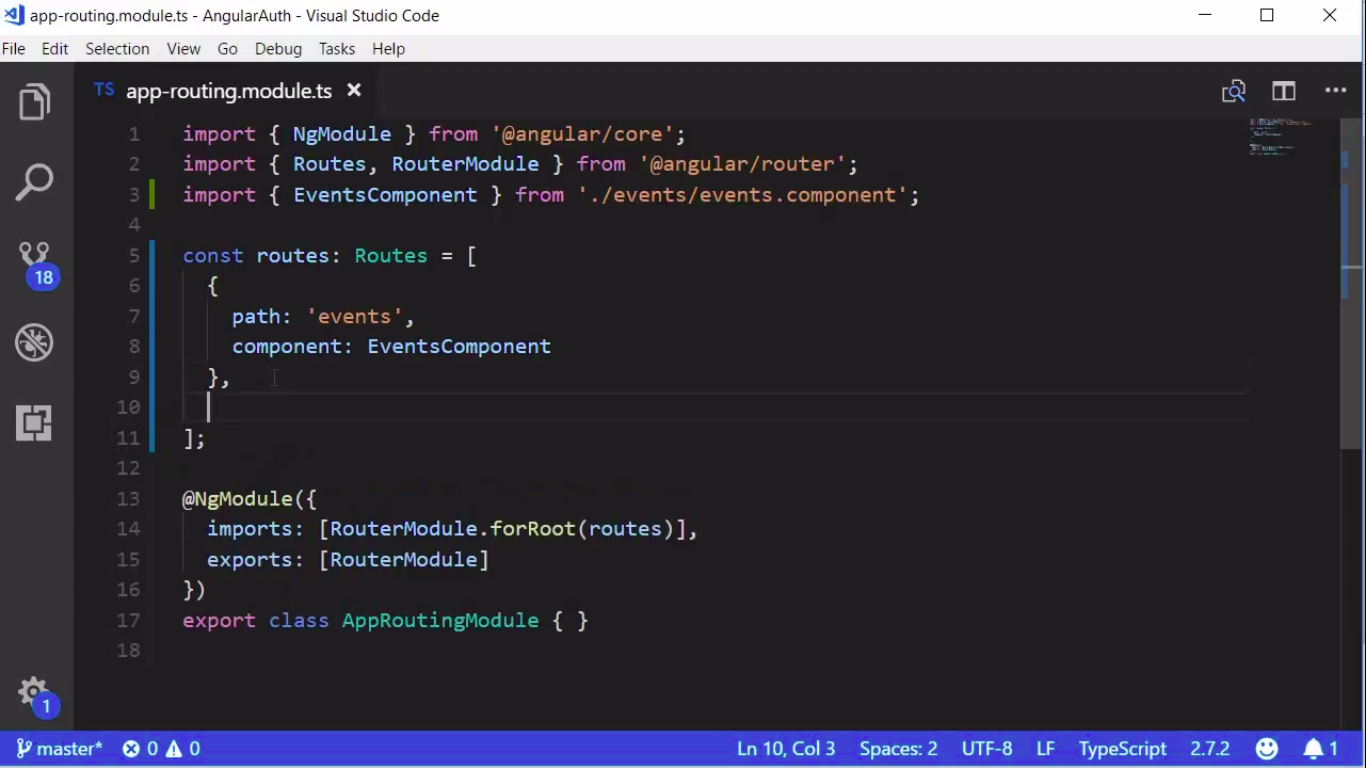 app-routing.module.ts - AngularAuth - Visual Studio Code
File Edit Selection View Go Debug Tasks Help
TS app-routing.module.ts
1 import { NgModule } from '@angular/core';
2 import { Routes, RouterModule } from '@angular/router';
3 import { EventsComponent } from './events/events.component';
4
5 const routes: Routes = [
6 {
7 path: 'events',
8 component: EventsComponent
9 },
10
11 ];
12
13 @NgModule({
14 imports: [RouterModule.forRoot(routes)],
15 exports: [RouterModule]
16 })
17 export class AppRoutingModule { }
18
18
1
master* 0 0 Ln 10, Col 3 Spaces: 2 UTF-8 LF TypeScript 2.7.2 1